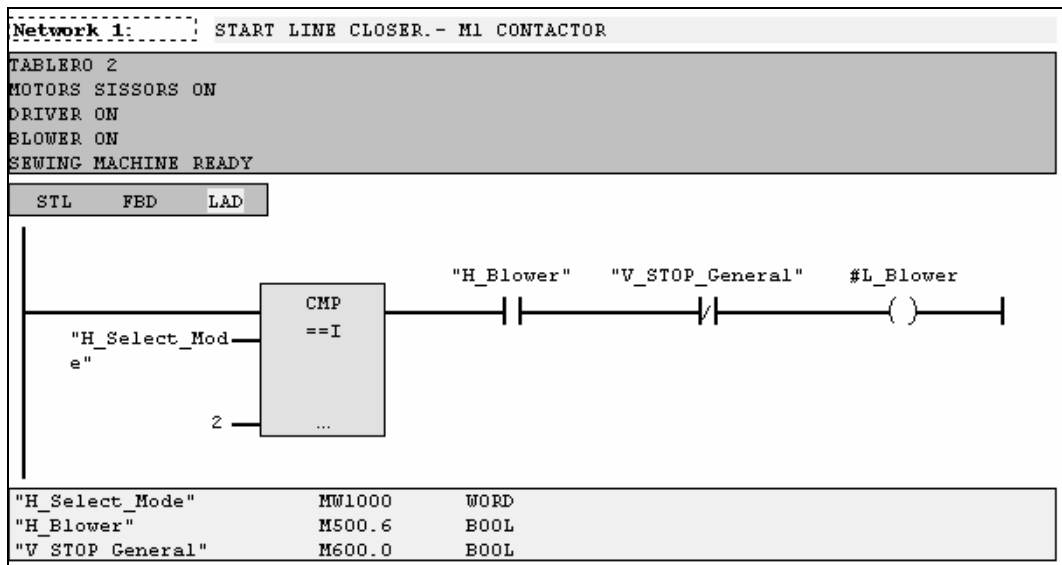 Network 1: START LINE CLOSER.- M1 CONTACTOR
TABLERO 2
MOTORS SISSORS ON
DRIVER ON
BLOWER ON
SEWING MACHINE READY
STL FBD LAD
"H_Blower" "V_STOP_General" #L_Blower
CMP
==I
"H_Select_Mod
e"
2
...
"H_Select_Mode" MW1000 WORD
"H_Blower" M500.6 BOOL
"V_STOP_General" M600.0 BOOL